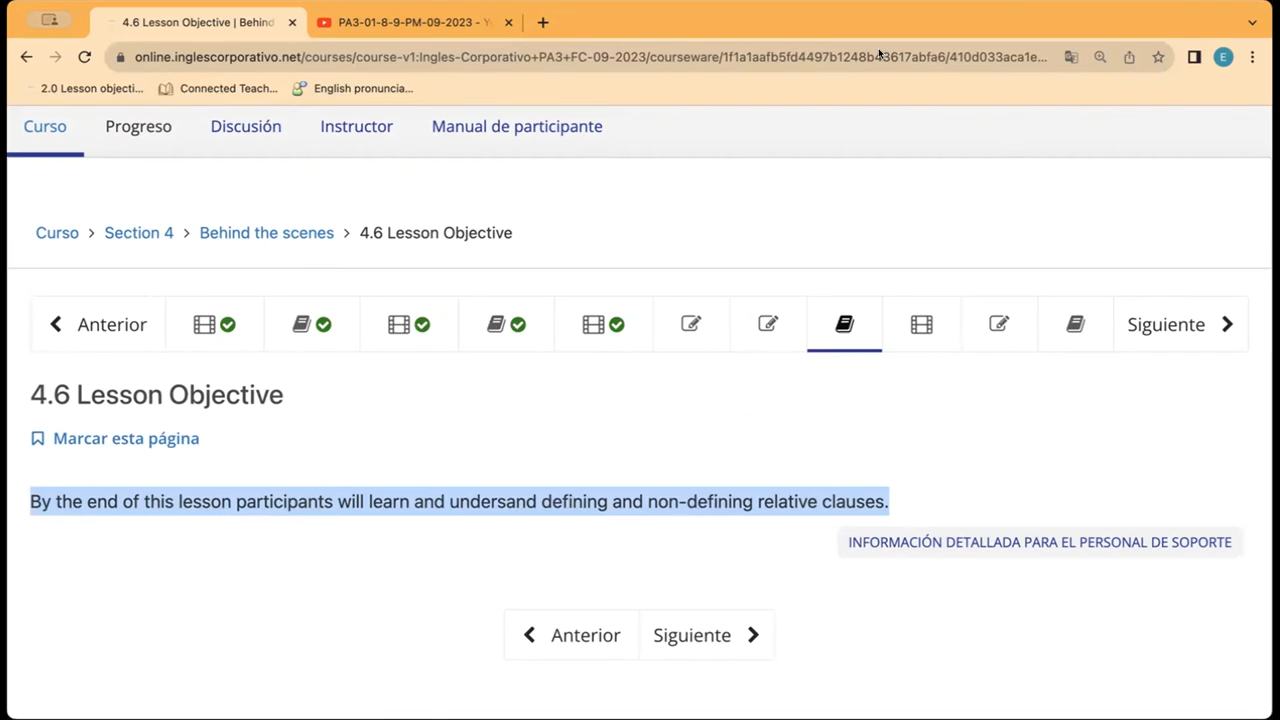 4.6 Lesson Objective | Behind
PA3-01-8-9-PM-09-2023 -
online.inglescorporativo.net/courses/course-v1:Ingles-Corporativo+PA3+FC-09-2023/courseware/
E
2.0 Lesson objecti...
Connected Teach...
English pronuncia...
Curso
Progreso
Discusión
Instructor
Manual de participante
Curso > Section 4 > Behind the scenes > 4.6 Lesson Objective
Anterior
Siguiente
4.6 Lesson Objective
Marcar esta página
By the end of this lesson participants will learn and undersand defining and non-defining relative clauses.
INFORMACIÓN DETALLADA PARA EL PERSONAL DE SOPORTE
Anterior
Siguiente